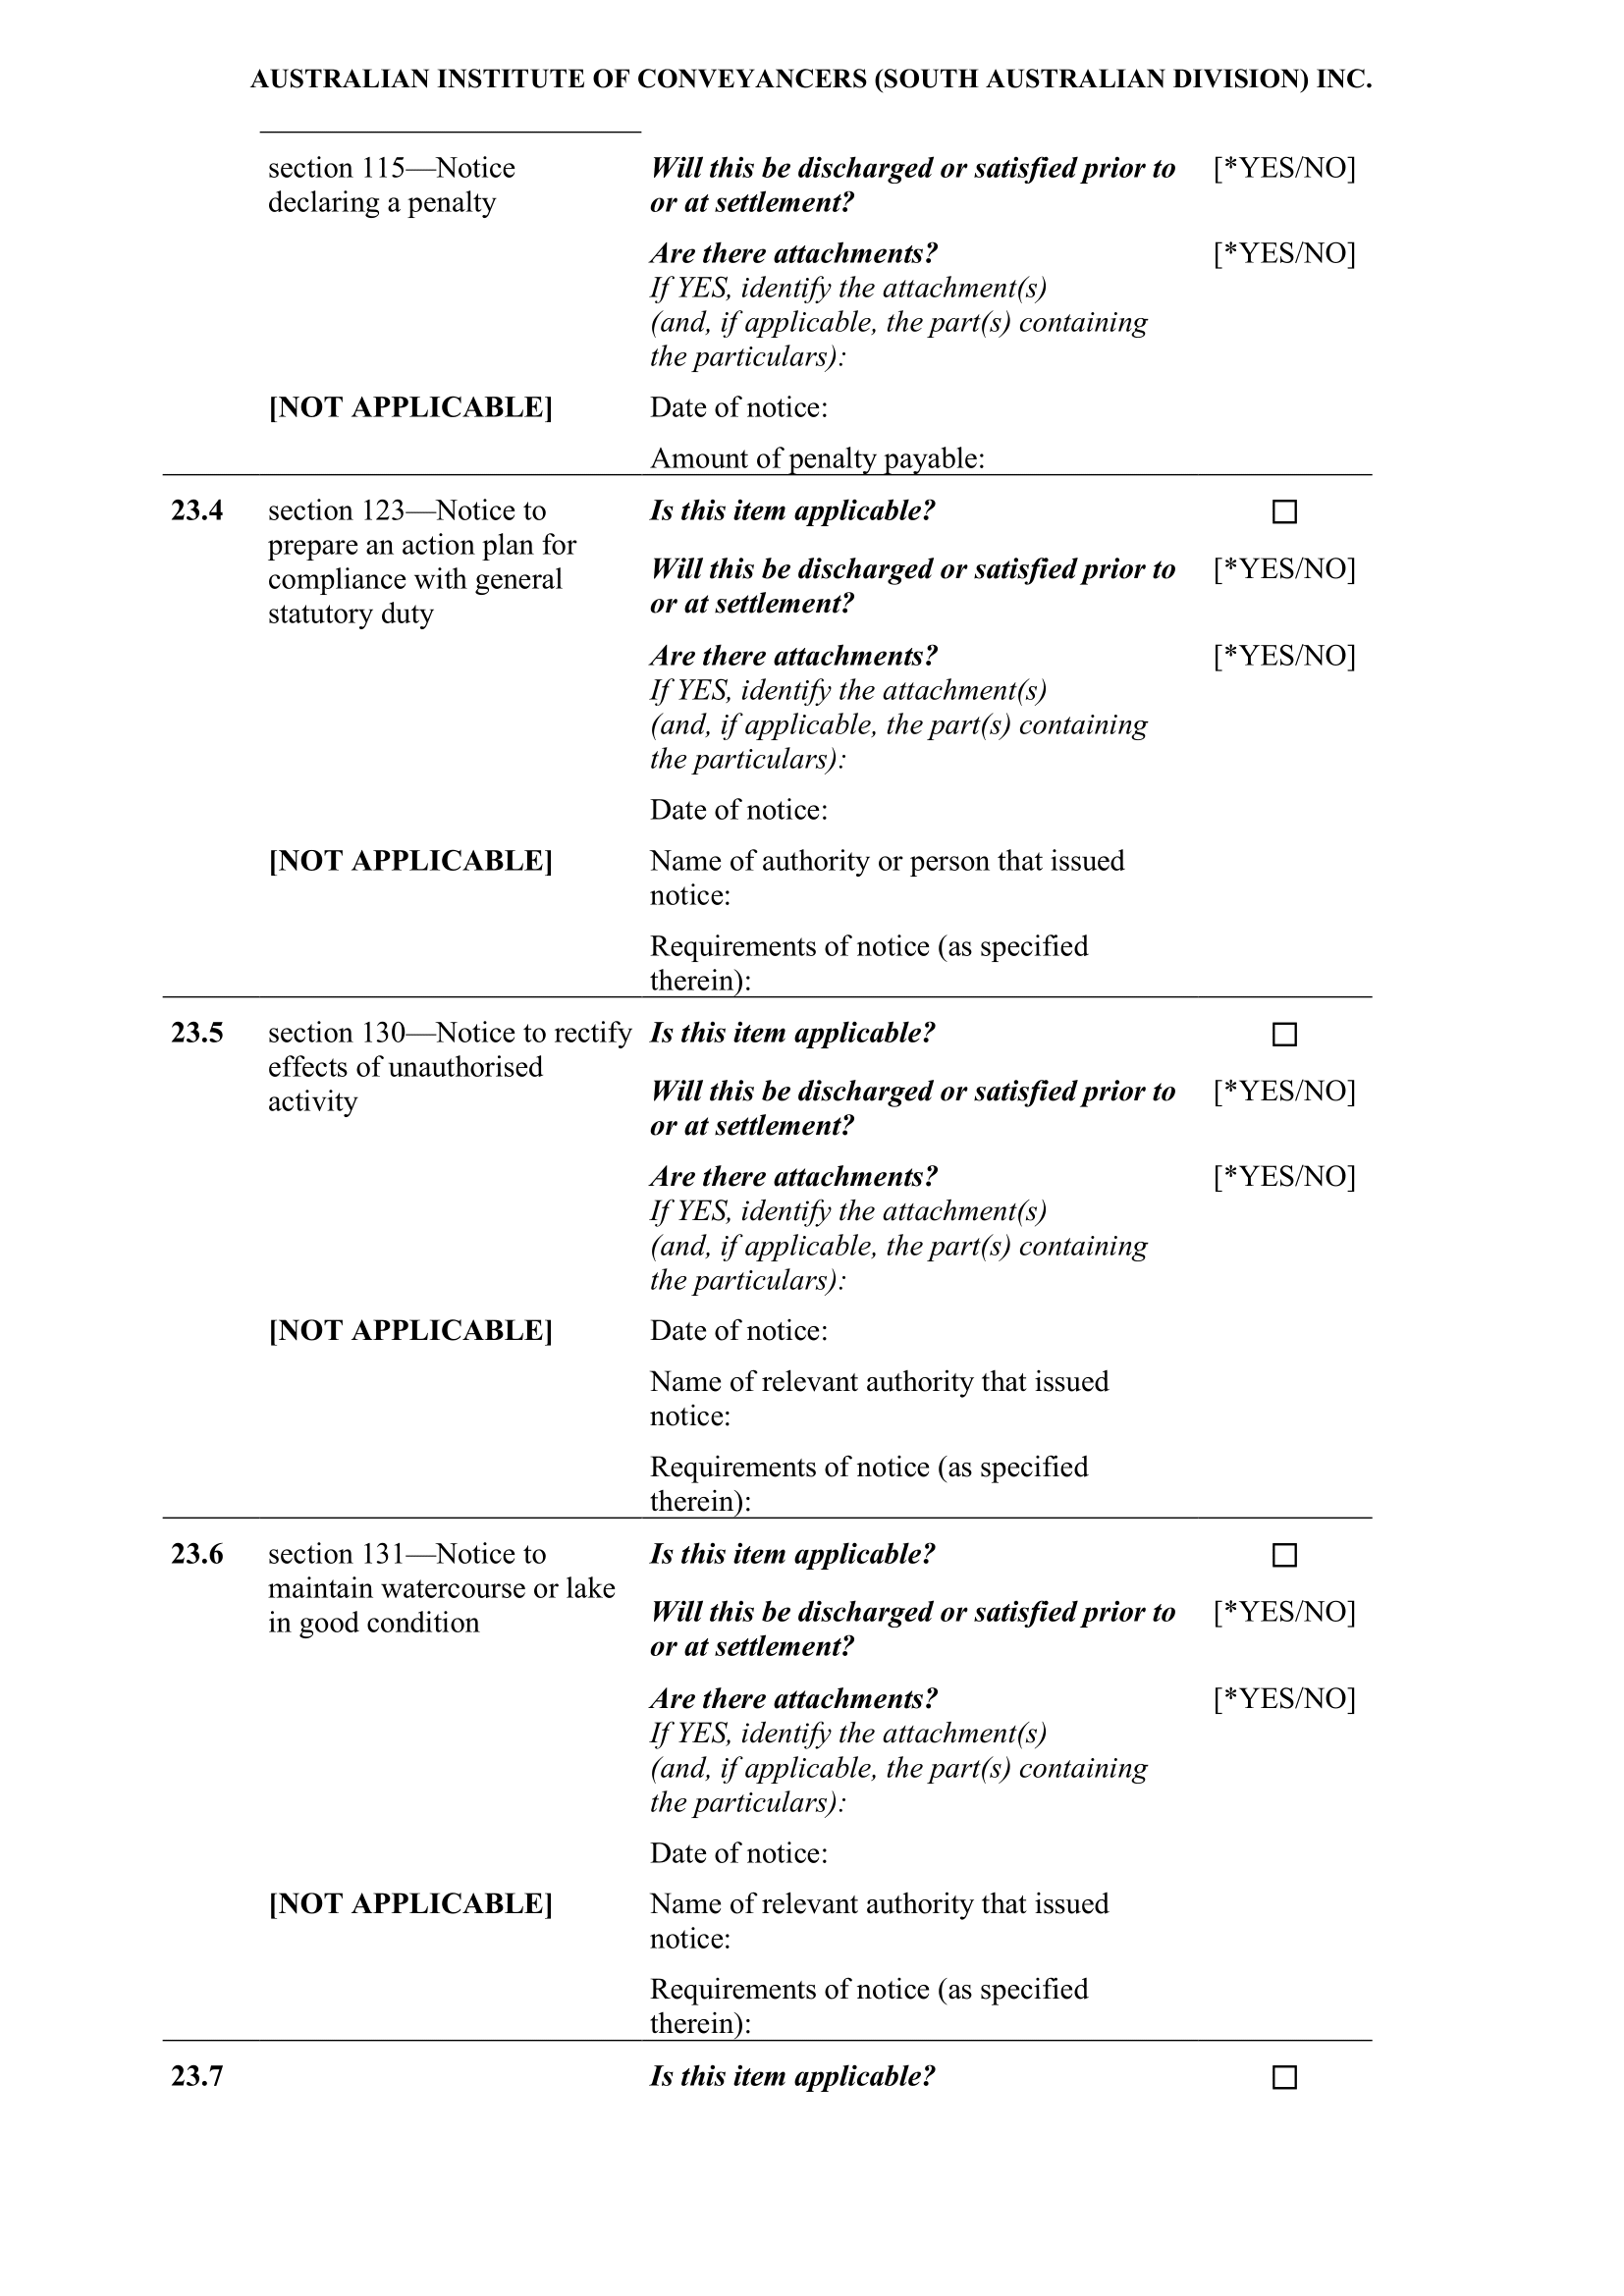 AUSTRALIAN INSTITUTE OF CONVEYANCERS (SOUTH AUSTRALIAN DIVISION) INC.
section 115—Notice
declaring a penalty
Will this be discharged or satisfied prior to [*YES/NO]
or at settlement?
Are there attachments? [*YES/NO]
If YES, identify the attachment(s)
(and, if applicable, the part(s) containing
the particulars):
[NOT APPLICABLE] Date of notice:
Amount of penalty payable:
23.4 section 123—Notice to
prepare an action plan for
compliance with general
statutory duty
Is this item applicable? ☐
Will this be discharged or satisfied prior to [*YES/NO]
or at settlement?
Are there attachments? [*YES/NO]
If YES, identify the attachment(s)
(and, if applicable, the part(s) containing
the particulars):
Date of notice:
[NOT APPLICABLE] Name of authority or person that issued
notice:
Requirements of notice (as specified
therein):
23.5 section 130—Notice to rectify
effects of unauthorised
activity
Is this item applicable? ☐
Will this be discharged or satisfied prior to [*YES/NO]
or at settlement?
Are there attachments? [*YES/NO]
If YES, identify the attachment(s)
(and, if applicable, the part(s) containing
the particulars):
[NOT APPLICABLE] Date of notice:
Name of relevant authority that issued
notice:
Requirements of notice (as specified
therein):
23.6 section 131—Notice to
maintain watercourse or lake
in good condition
Is this item applicable? ☐
Will this be discharged or satisfied prior to [*YES/NO]
or at settlement?
Are there attachments? [*YES/NO]
If YES, identify the attachment(s)
(and, if applicable, the part(s) containing
the particulars):
Date of notice:
[NOT APPLICABLE] Name of relevant authority that issued
notice:
Requirements of notice (as specified
therein):
23.7 Is this item applicable? ☐